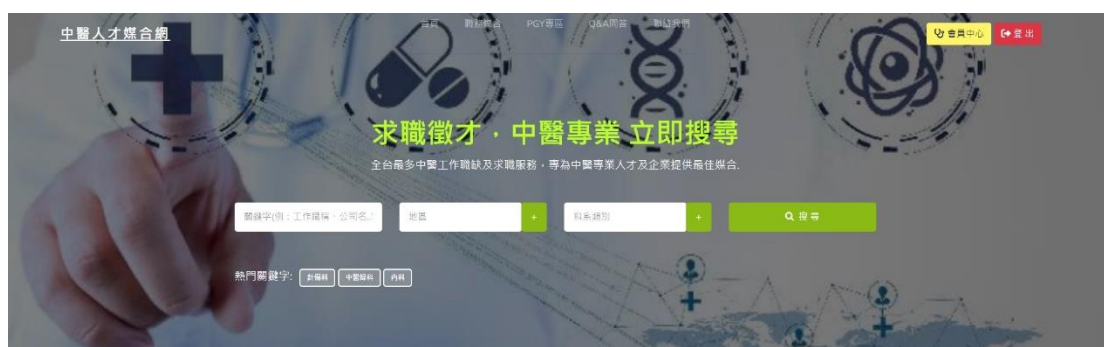 中醫人才媒合網
首頁 職務媒合 PGY專區 Q&A問答 聯絡我們
會員中心 登出
求職徵才，中醫專業 立即搜尋
全台最多中醫工作職缺及求職服務，專為中醫專業人才及企業提供最佳媒合.
關鍵字(例：工作職稱、公司名..) 地區 + 科系類別 + 搜尋
熱門關鍵字: 針傷科 中醫婦科 內科